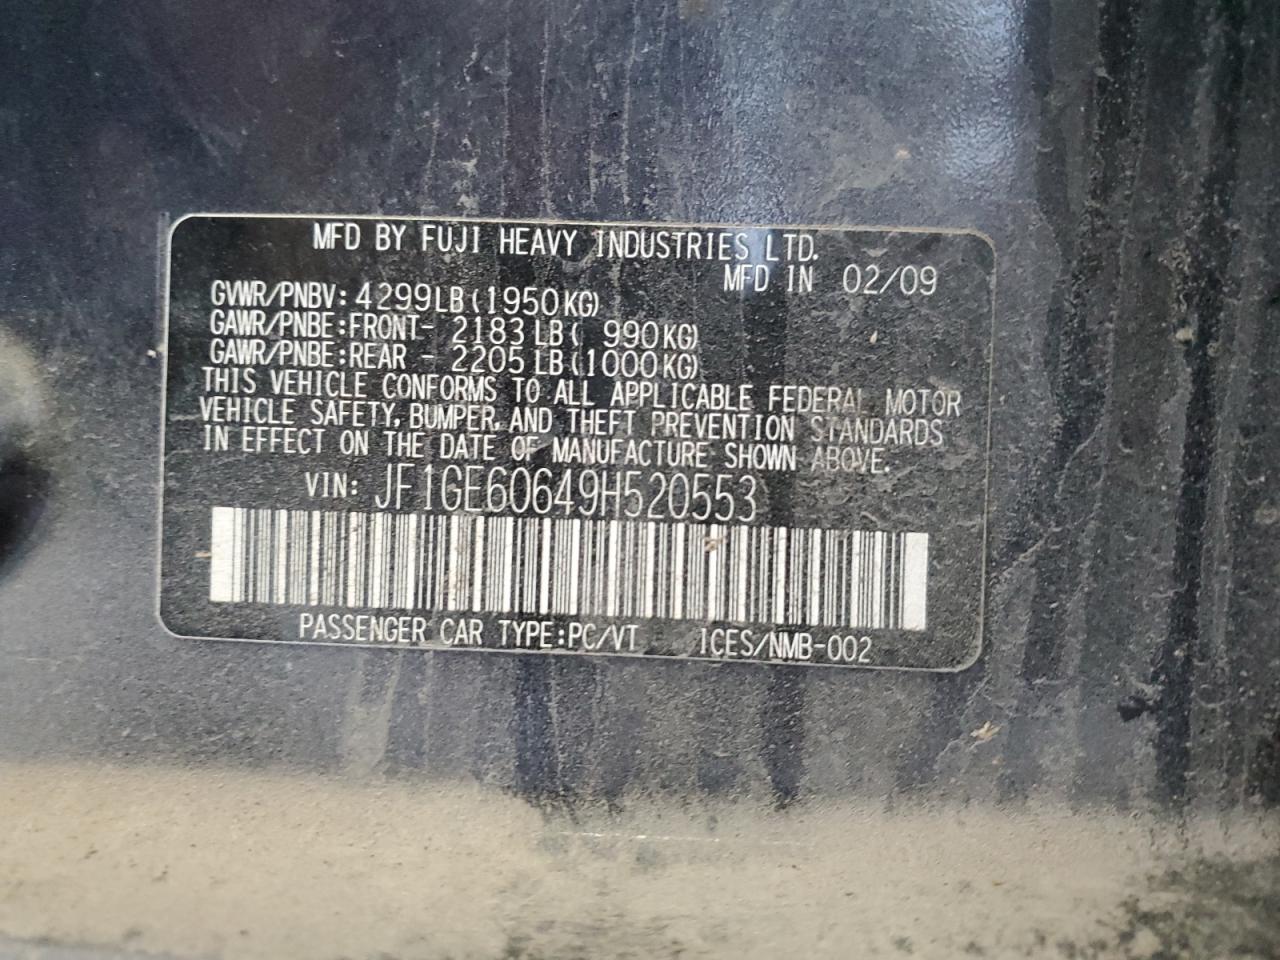 MFD BY FUJI HEAVY INDUSTRIES LTD.
MFD IN 02/09
GVWR/PNBV: 4299LB(1950KG)
GAWR/PNBE:FRONT- 2183LB( 990KG)
GAWR/PNBE:REAR - 2205LB(1000KG)
THIS VEHICLE CONFORMS TO ALL APPLICABLE FEDERAL MOTOR
VEHICLE SAFETY, BUMPER, AND THEFT PREVENTION STANDARDS
IN EFFECT ON THE DATE OF MANUFACTURE SHOWN ABOVE.
VIN: JF1GE60649H520553
PASSENGER CAR TYPE:PC/VT ICES/NMB-002